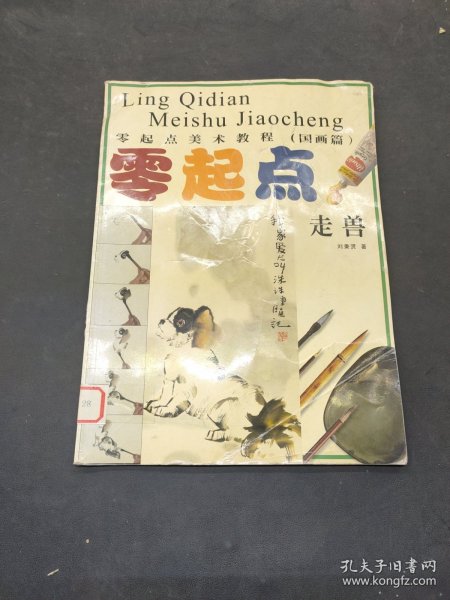 Ling Qidian
Meishu Jiaocheng
零起点美术教程(国画篇)
零起点
走兽
刘秉贤 著
28
孔夫子旧书网
www.kongfz.com